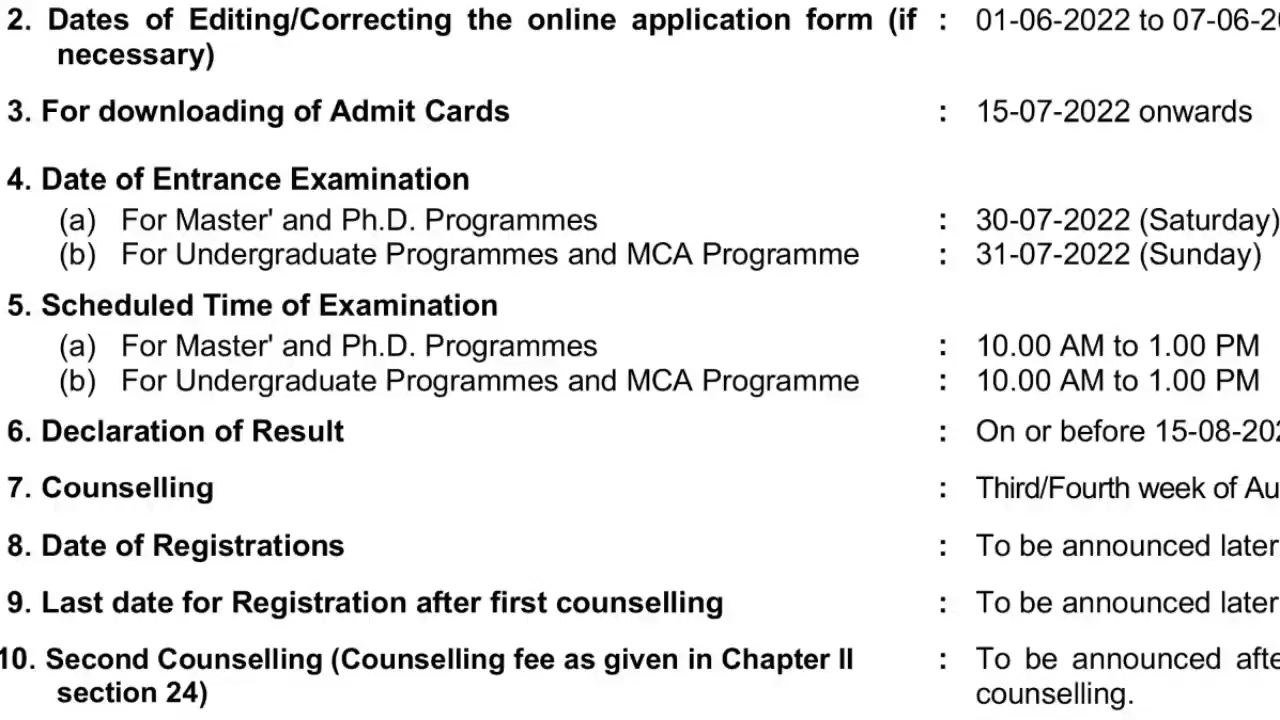 2. Dates of Editing/Correcting the online application form (if : 01-06-2022 to 07-06-20
necessary)
3. For downloading of Admit Cards : 15-07-2022 onwards
4. Date of Entrance Examination
(a) For Master' and Ph.D. Programmes : 30-07-2022 (Saturday)
(b) For Undergraduate Programmes and MCA Programme : 31-07-2022 (Sunday)
5. Scheduled Time of Examination
(a) For Master' and Ph.D. Programmes : 10.00 AM to 1.00 PM
(b) For Undergraduate Programmes and MCA Programme : 10.00 AM to 1.00 PM
6. Declaration of Result : On or before 15-08-202
7. Counselling : Third/Fourth week of Au
8. Date of Registrations : To be announced later
9. Last date for Registration after first counselling : To be announced later
10. Second Counselling (Counselling fee as given in Chapter II : To be announced afte
section 24) counselling.